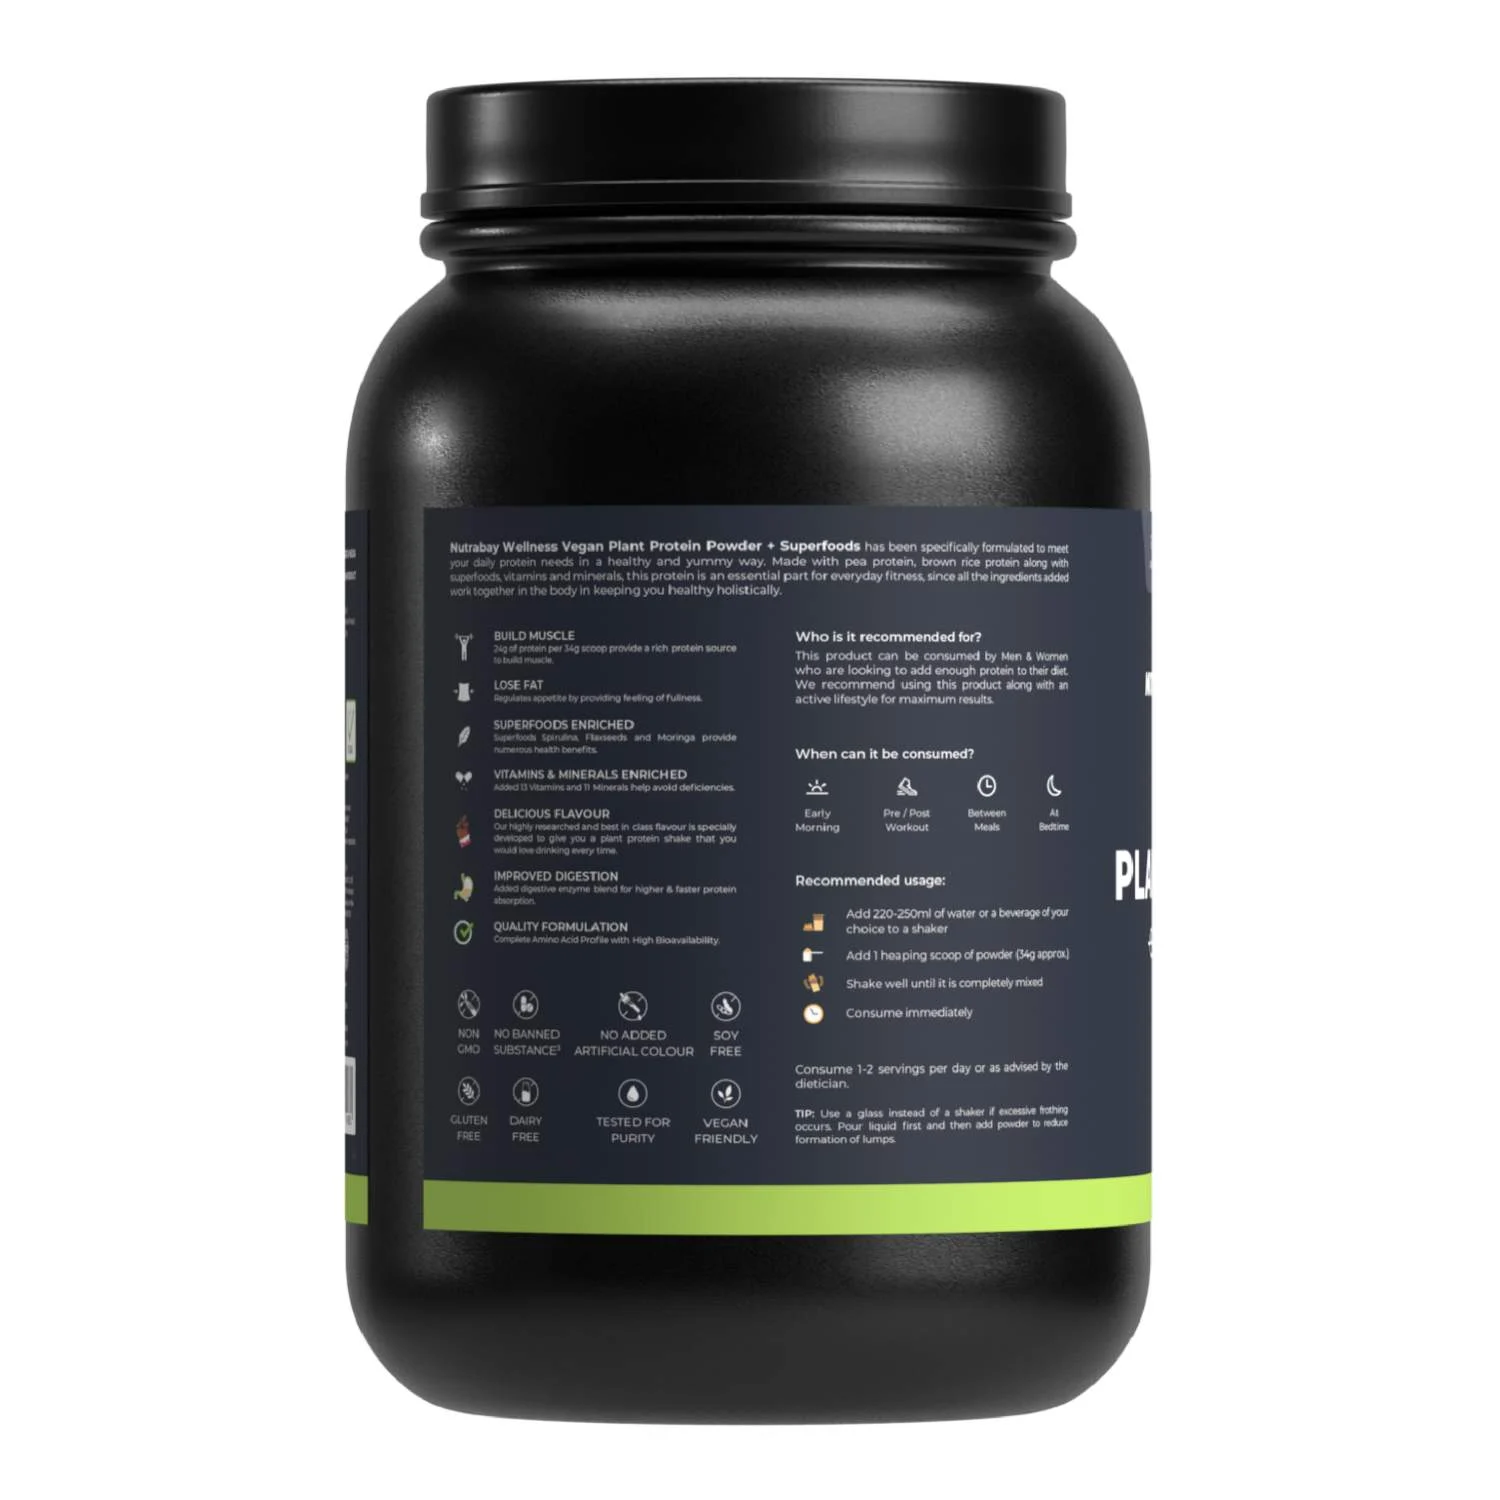 Nutrabay Wellness Vegan Plant Protein Powder + Superfoods has been specifically formulated to meet
your daily protein needs in a healthy and yummy way. Made with pea protein, brown rice protein along with
superfoods, vitamins and minerals, this protein is an essential part for everyday fitness, since all the ingredients added
work together in the body in keeping you healthy holistically.
BUILD MUSCLE
24g of protein per 34g scoop provide a rich protein source
to build muscle.
LOSE FAT
Regulates appetite by providing feeling of fullness.
SUPERFOODS ENRICHED
Superfoods Spirulina, Flaxseeds and Moringa provide
numerous health benefits.
VITAMINS & MINERALS ENRICHED
Added 13 Vitamins and 11 Minerals help avoid deficiencies.
DELICIOUS FLAVOUR
Our highly researched and best in class flavour is specially
developed to give you a plant protein shake that you
would love drinking every time.
IMPROVED DIGESTION
Added digestive enzyme blend for higher & faster protein
absorption.
QUALITY FORMULATION
Complete Amino Acid Profile with High Bioavailability.
NON
GMO
NO BANNED
SUBSTANCE‡
NO ADDED
ARTIFICIAL COLOUR
SOY
FREE
GLUTEN
FREE
DAIRY
FREE
TESTED FOR
PURITY
VEGAN
FRIENDLY
Who is it recommended for?
This product can be consumed by Men & Women
who are looking to add enough protein to their diet.
We recommend using this product along with an
active lifestyle for maximum results.
When can it be consumed?
Early
Morning
Pre / Post
Workout
Between
Meals
At
Bedtime
Recommended usage:
Add 220-250ml of water or a beverage of your
choice to a shaker
Add 1 heaping scoop of powder (34g approx.)
Shake well until it is completely mixed
Consume immediately
Consume 1-2 servings per day or as advised by the
dietician.
TIP: Use a glass instead of a shaker if excessive frothing
occurs. Pour liquid first and then add powder to reduce
formation of lumps.
PLA